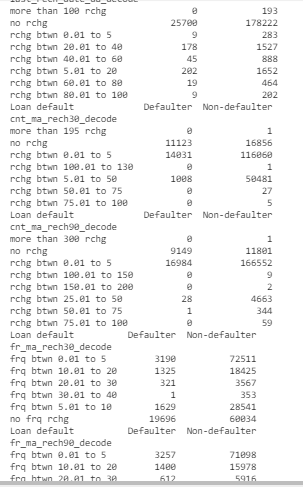 more than 100 rchg 0 193
no rchg 25700 178222
rchg btwn 0.01 to 5 9 283
rchg btwn 20.01 to 40 178 1527
rchg btwn 40.01 to 60 45 888
rchg btwn 5.01 to 20 202 1652
rchg btwn 60.01 to 80 19 464
rchg btwn 80.01 to 100 9 202
Loan default Defaulter Non-defaulter
cnt_ma_rech30_decode
more than 195 rchg 0 1
no rchg 11123 16856
rchg btwn 0.01 to 5 14031 116060
rchg btwn 100.01 to 130 0 1
rchg btwn 5.01 to 50 1008 50481
rchg btwn 50.01 to 75 0 27
rchg btwn 75.01 to 100 0 5
Loan default Defaulter Non-defaulter
cnt_ma_rech90_decode
more than 300 rchg 0 1
no rchg 9149 11801
rchg btwn 0.01 to 5 16984 166552
rchg btwn 100.01 to 150 0 9
rchg btwn 150.01 to 200 0 2
rchg btwn 25.01 to 50 28 4663
rchg btwn 50.01 to 75 1 344
rchg btwn 75.01 to 100 0 59
Loan default Defaulter Non-defaulter
fr_ma_rech30_decode
frq btwn 0.01 to 5 3190 72511
frq btwn 10.01 to 20 1325 18425
frq btwn 20.01 to 30 321 3567
frq btwn 30.01 to 40 1 353
frq btwn 5.01 to 10 1629 28541
no frq rchg 19696 60034
Loan default Defaulter Non-defaulter
fr_ma_rech90_decode
frq btwn 0.01 to 5 3257 71098
frq btwn 10.01 to 20 1400 15978
frq btwn 20.01 to 30 612 5916